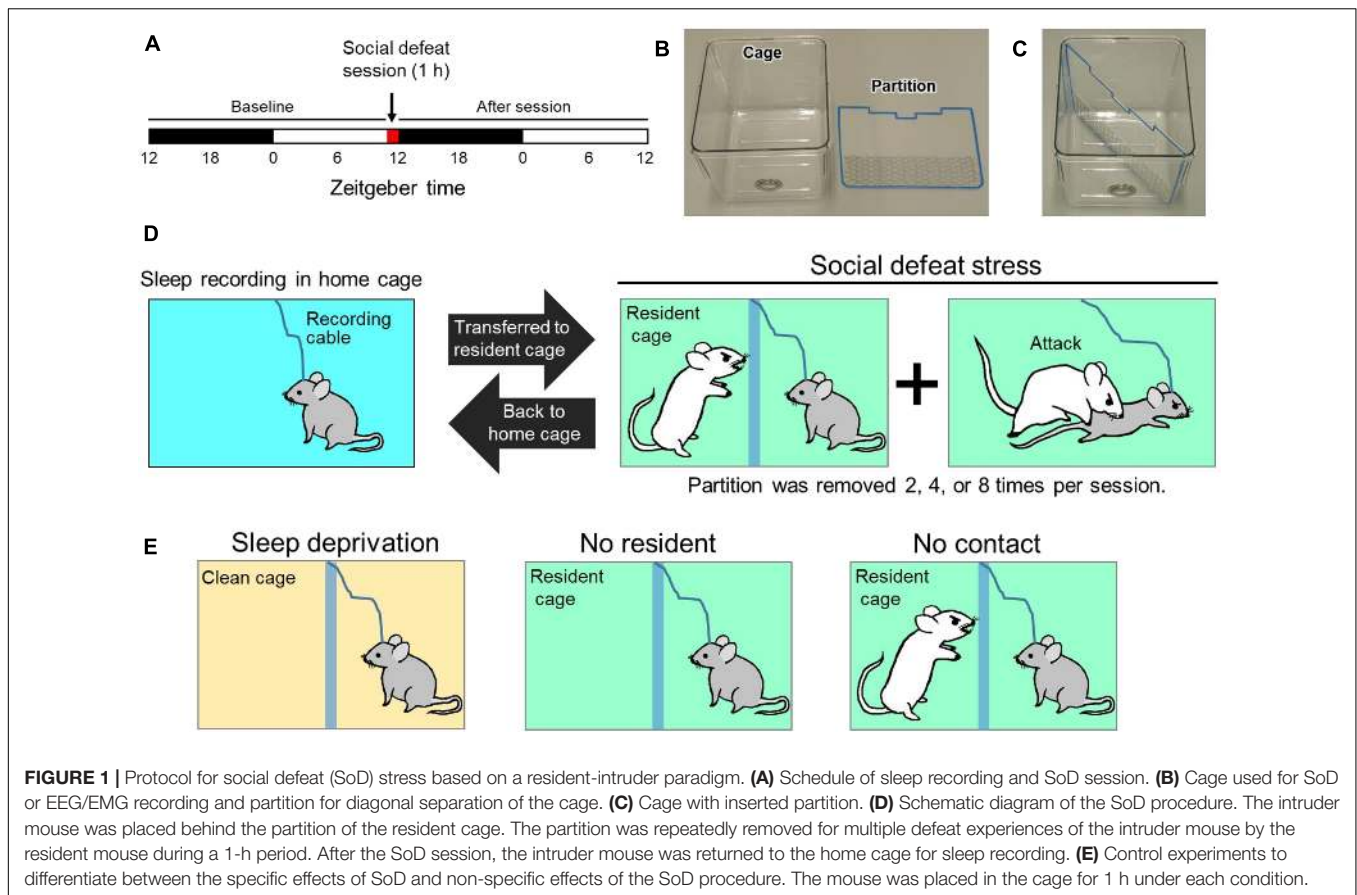 A
Social defeat
session (1 h)
Baseline
After session
12 18 0 6 12 18 0 6 12
Zeitgeber time
B
Cage
Partition
C
D
Sleep recording in home cage
Recording
cable
Transferred to
resident cage
Back to
home cage
Social defeat stress
Resident
cage
+
Attack
Partition was removed 2, 4, or 8 times per session.
E
Sleep deprivation
Clean cage
No resident
Resident
cage
No contact
Resident
cage
FIGURE 1 | Protocol for social defeat (SoD) stress based on a resident-intruder paradigm. (A) Schedule of sleep recording and SoD session. (B) Cage used for SoD
or EEG/EMG recording and partition for diagonal separation of the cage. (C) Cage with inserted partition. (D) Schematic diagram of the SoD procedure. The intruder
mouse was placed behind the partition of the resident cage. The partition was repeatedly removed for multiple defeat experiences of the intruder mouse by the
resident mouse during a 1-h period. After the SoD session, the intruder mouse was returned to the home cage for sleep recording. (E) Control experiments to
differentiate between the specific effects of SoD and non-specific effects of the SoD procedure. The mouse was placed in the cage for 1 h under each condition.